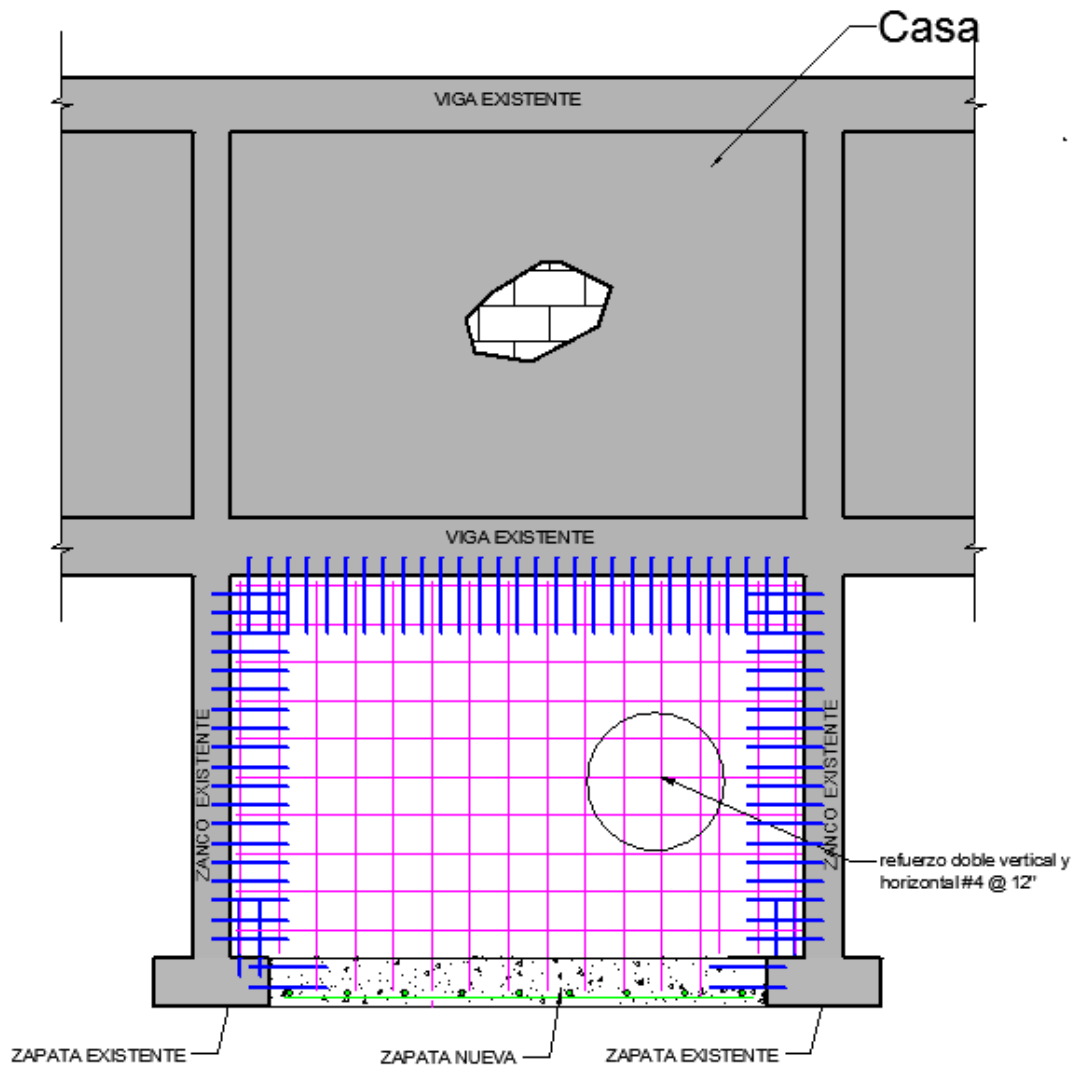 Casa
VIGA EXISTENTE
VIGA EXISTENTE
ZANCO EXISTENTE
ZANCO EXISTENTE
refuerzo doble vertical y
horizontal #4 @ 12"
ZAPATA EXISTENTE
ZAPATA NUEVA
ZAPATA EXISTENTE